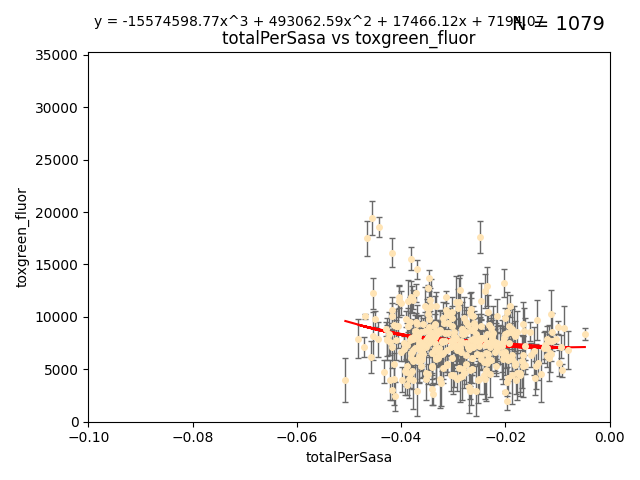 y = -15574598.77x^3 + 493062.59x^2 + 17466.12x +
N = 1079
totalPerSasa vs toxgreen_fluor
35000
30000
25000
20000
15000
10000
5000
0
toxgreen_fluor
−0.10
−0.08
−0.06
−0.04
−0.02
0.00
totalPerSasa